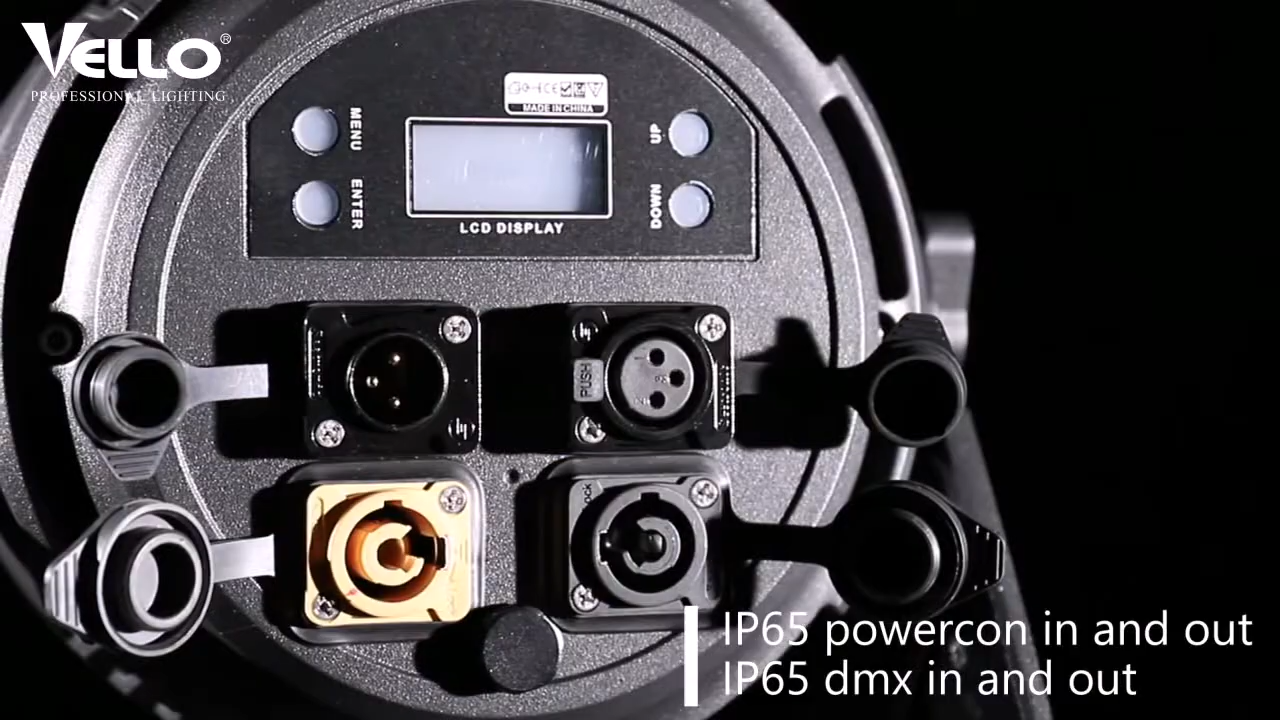 VELLO®
PROFESSIONAL LIGHTING
MADE IN CHINA
MENU
UP
ENTER
DOWN
LCD DISPLAY
PUSH
IP65 powercon in and out
IP65 dmx in and out